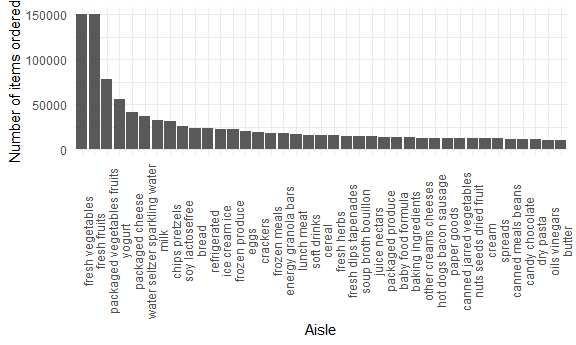 Number of items ordered
150000
100000
50000
0
fresh vegetables
fresh fruits
packaged vegetables fruits
yogurt
packaged cheese
water seltzer sparkling water
milk
chips pretzels
soy lactosefree
bread
refrigerated
ice cream ice
frozen produce
eggs
crackers
frozen meals
energy granola bars
lunch meat
soft drinks
cereal
fresh herbs
fresh dips tapenades
soup broth bouillon
juice nectars
packaged produce
baby food formula
baking ingredients
other creams cheeses
hot dogs bacon sausage
paper goods
canned jarred vegetables
nuts seeds dried fruit
cream
spreads
canned meals beans
candy chocolate
dry pasta
oils vinegars
butter
Aisle